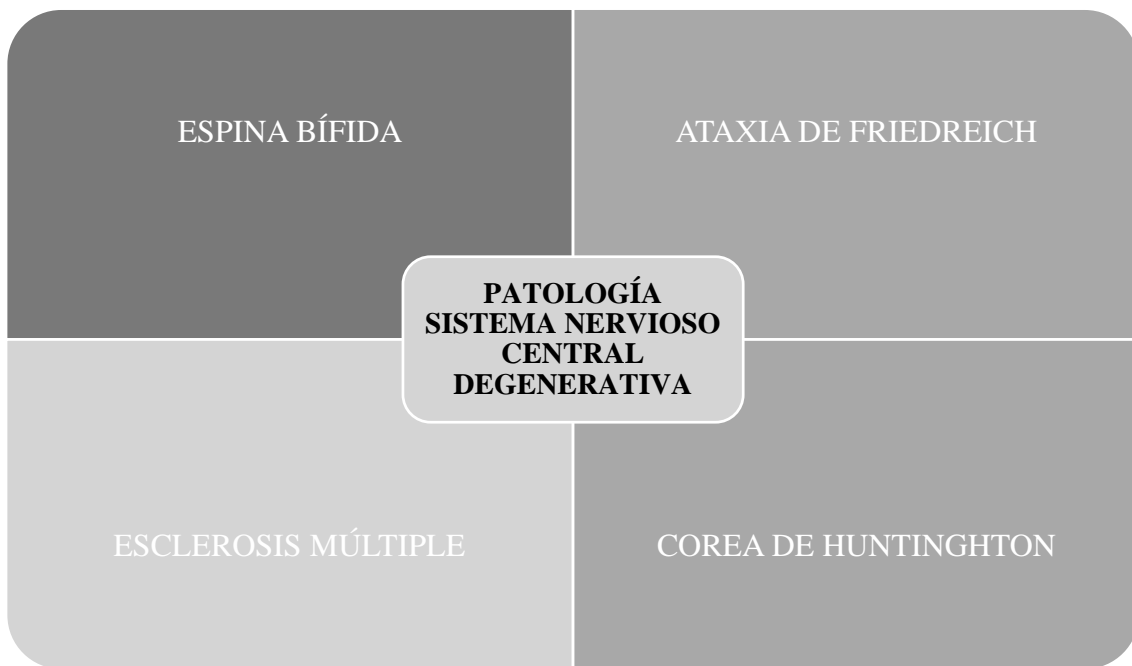 ESPINA BÍFIDA
ATAXIA DE FRIEDREICH
PATOLOGÍA
SISTEMA NERVIOSO
CENTRAL
DEGENERATIVA
ESCLEROSIS MÚLTIPLE
COREA DE HUNTINGHTON